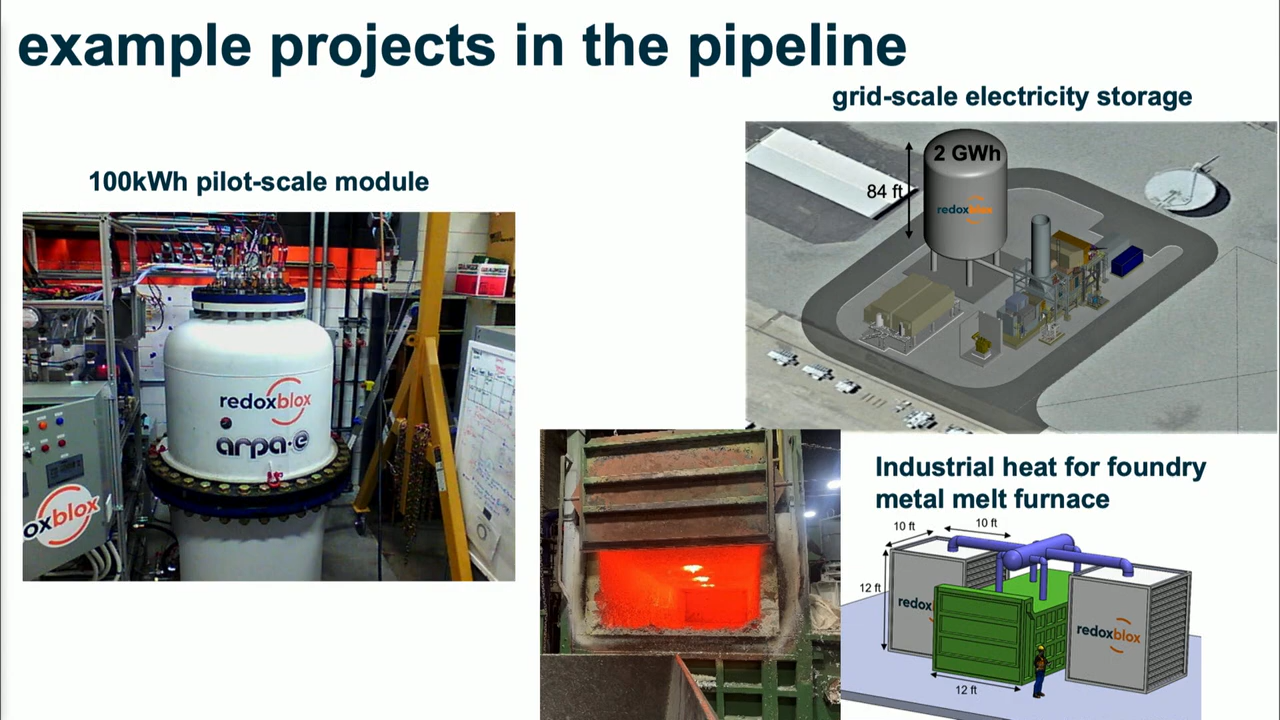 example projects in the pipeline
grid-scale electricity storage
100kWh pilot-scale module
2 GWh
84 ft
redoxblox
redoxblox
arpa·e
oxblox
Industrial heat for foundry
metal melt furnace
10 ft
10 ft
12 ft
redox
redoxblox
12 ft